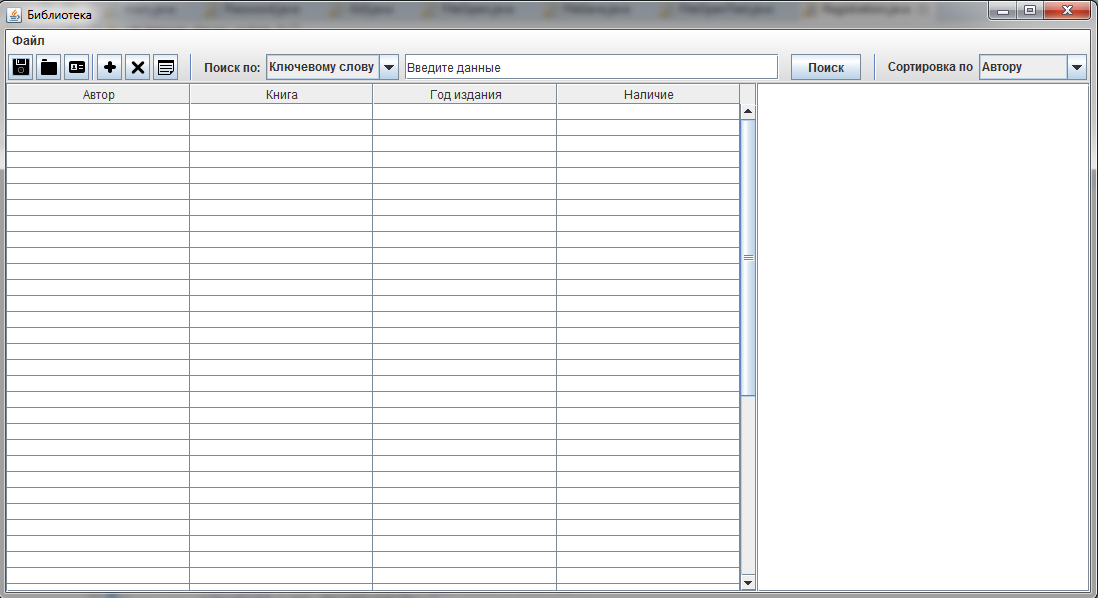 Библиотека
Файл
Поиск по: Ключевому слову Введите данные Поиск Сортировка по Автору
Автор Книга Год издания Наличие